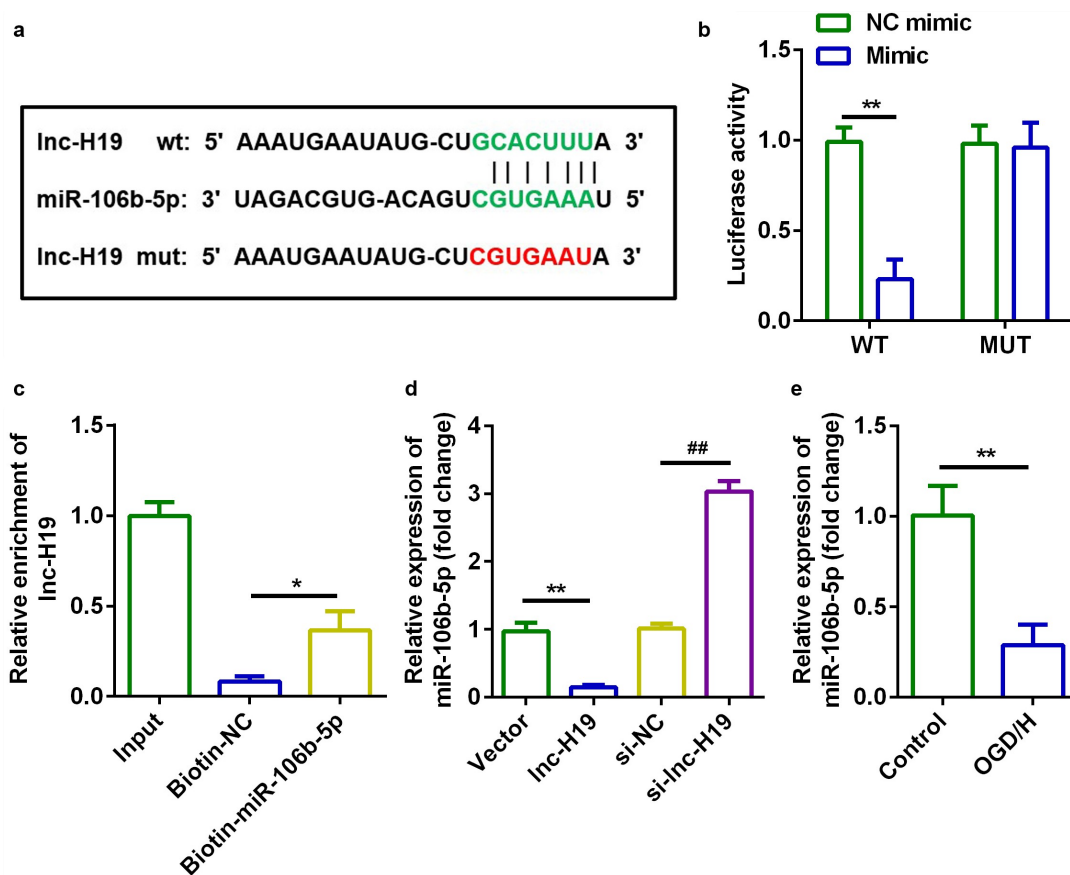 a
lnc-H19 wt: 5' AAAUGAAUAUG-CUGCACUUUA 3'
miR-106b-5p: 3' UAGACGUG-ACAGUCGUGAAAU 5'
lnc-H19 mut: 5' AAAUGAAUAUG-CUCGUGAAUA 3'
b
NC mimic
Mimic
Luciferase activity
1.5
1.0
0.5
0.0
**
WT MUT
c
Relative enrichment of
lnc-H19
1.5
1.0
0.5
0.0
*
Input
Biotin-NC
Biotin-miR-106b-5p
d
Relative expression of
miR-106b-5p (fold change)
4
3
2
1
0
**
##
Vector
lnc-H19
si-NC
si-lnc-H19
e
Relative expression of
miR-106b-5p (fold change)
1.5
1.0
0.5
0.0
**
Control
OGD/H